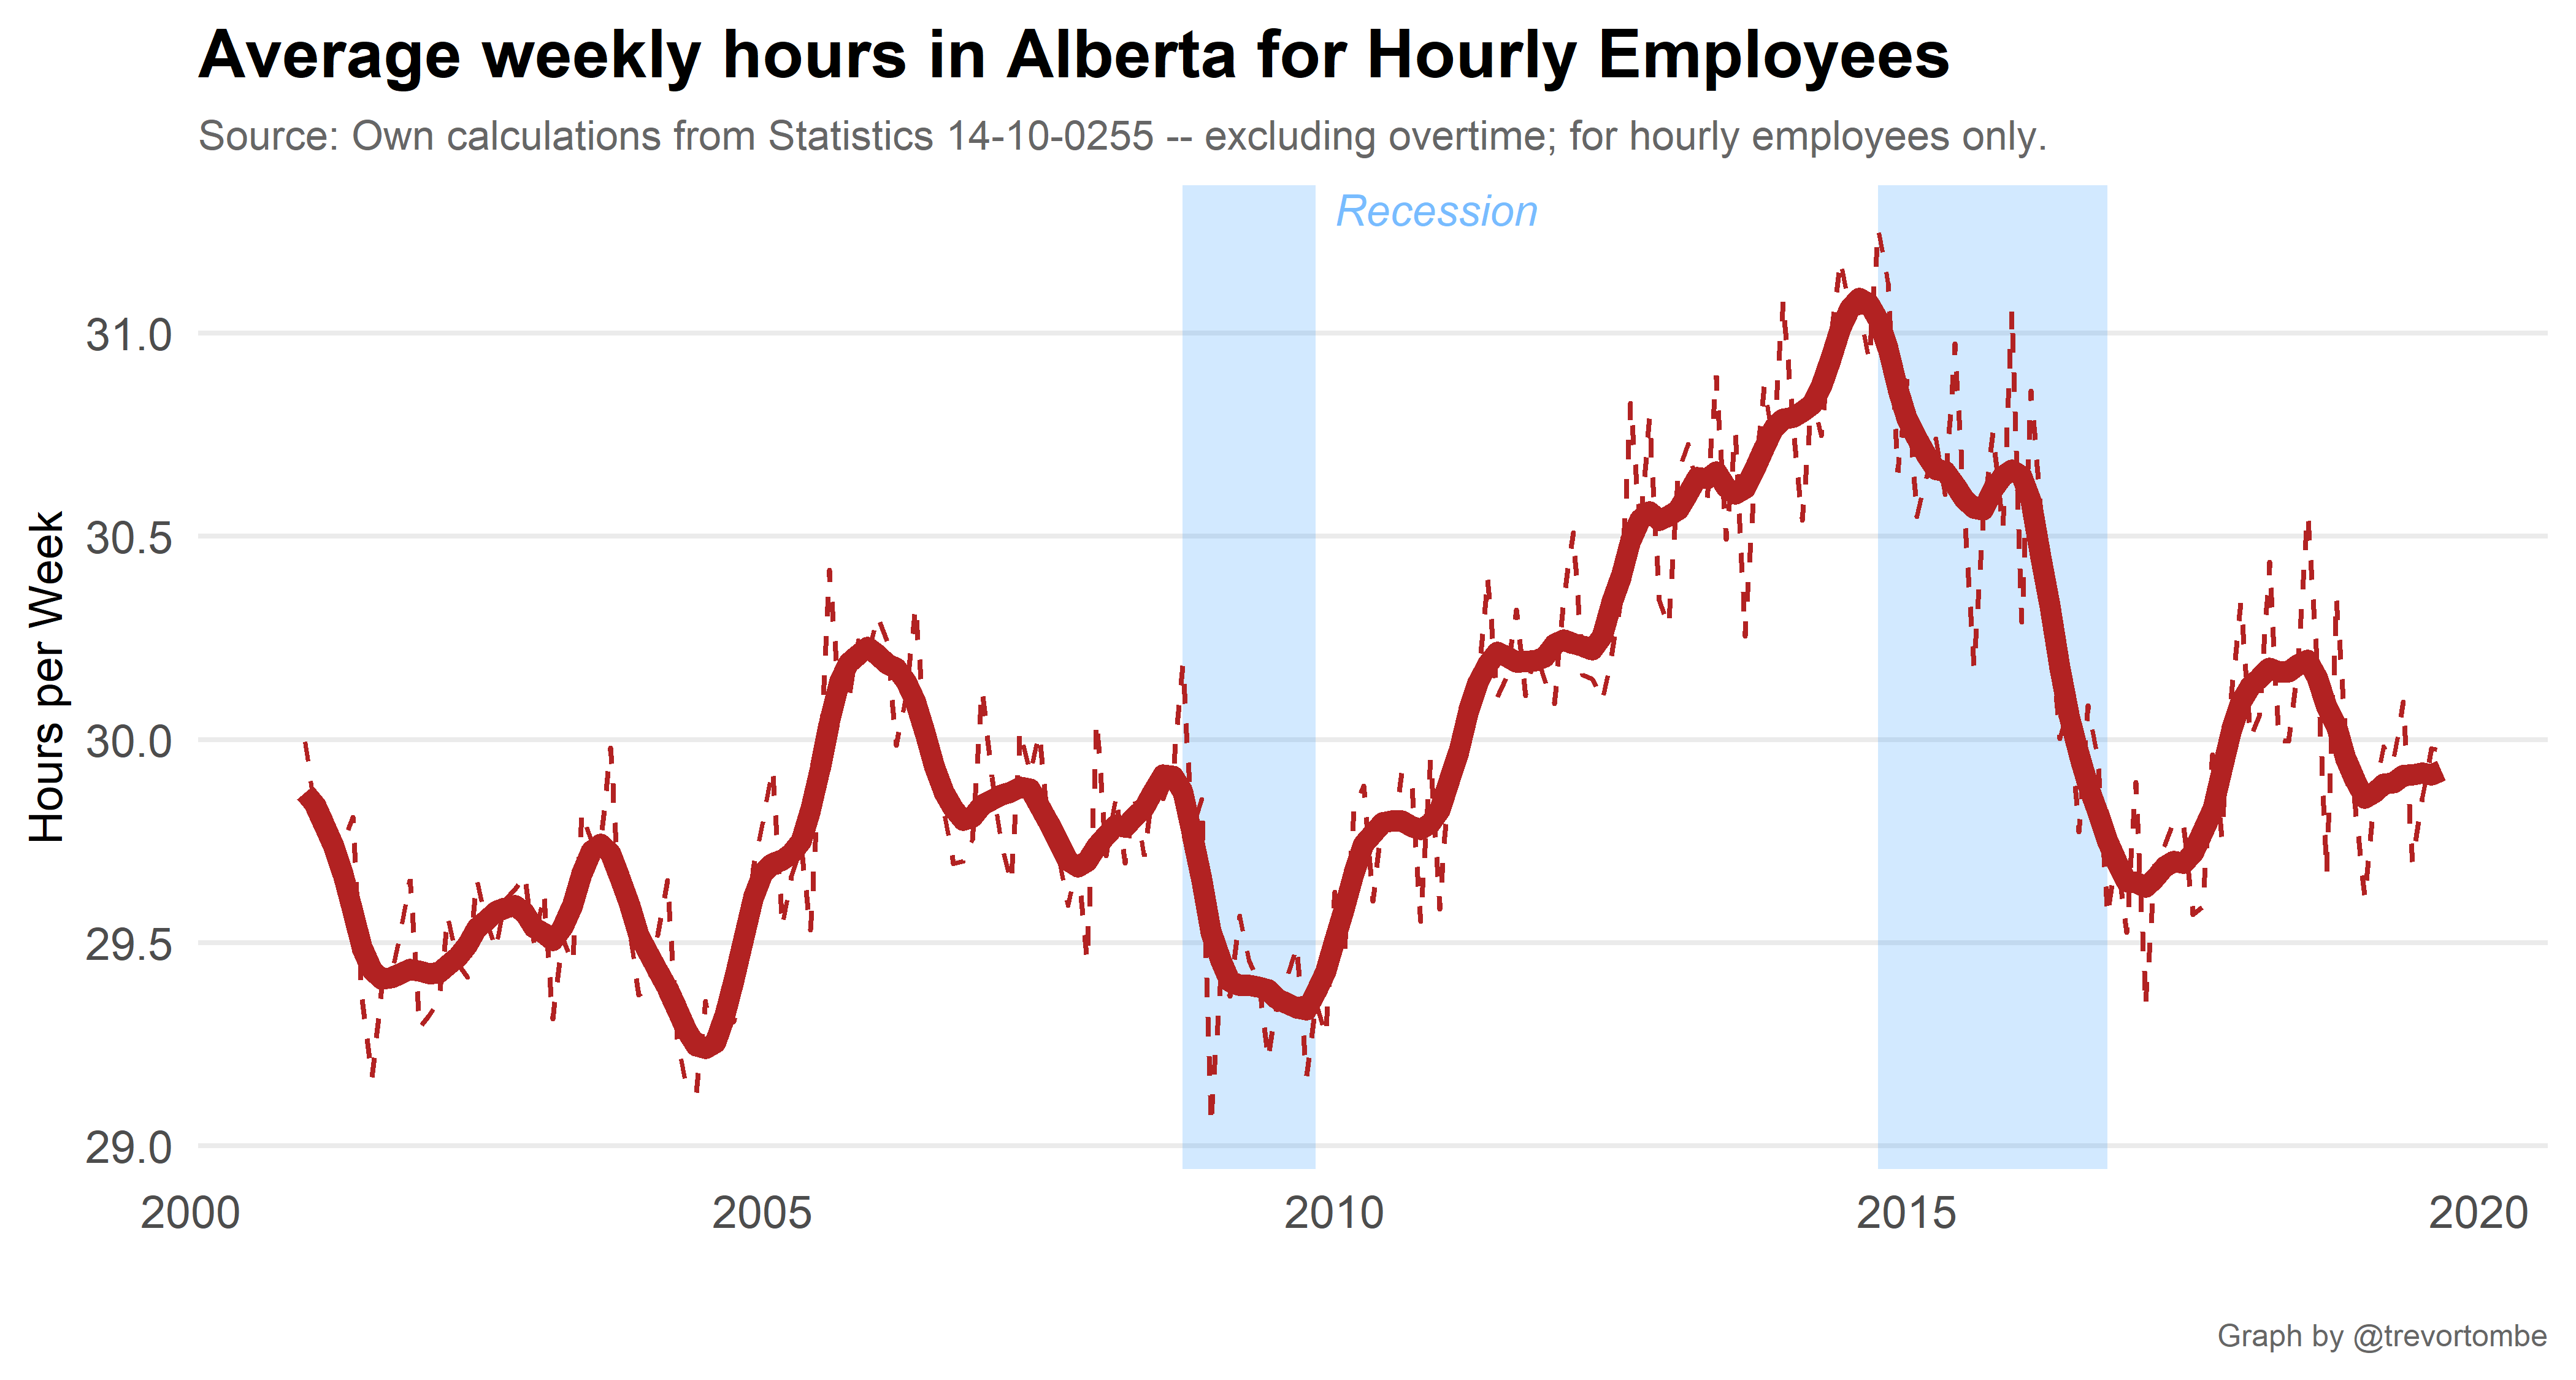 Average weekly hours in Alberta for Hourly Employees
Source: Own calculations from Statistics 14-10-0255 -- excluding overtime; for hourly employees only.
Recession
Hours per Week
31.0
30.5
30.0
29.5
29.0
2000 2005 2010 2015 2020
Graph by @trevortombe